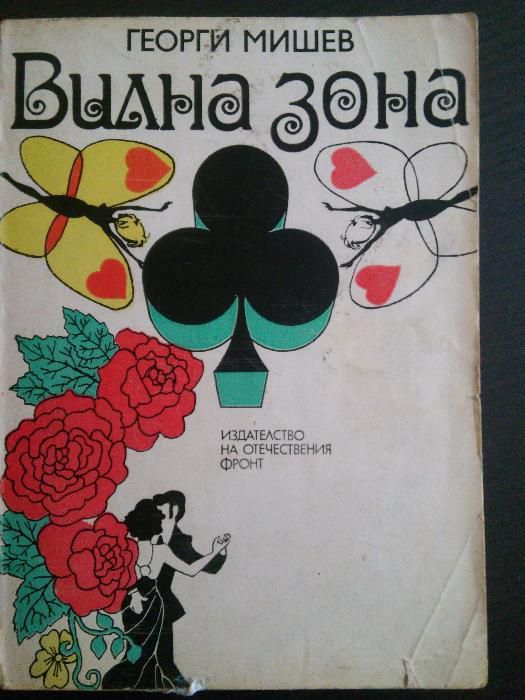 ГЕОРГИ МИШЕВ
Вилна зона
ИЗДАТЕЛСТВО
НА ОТЕЧЕСТВЕНИЯ
ФРОНТ